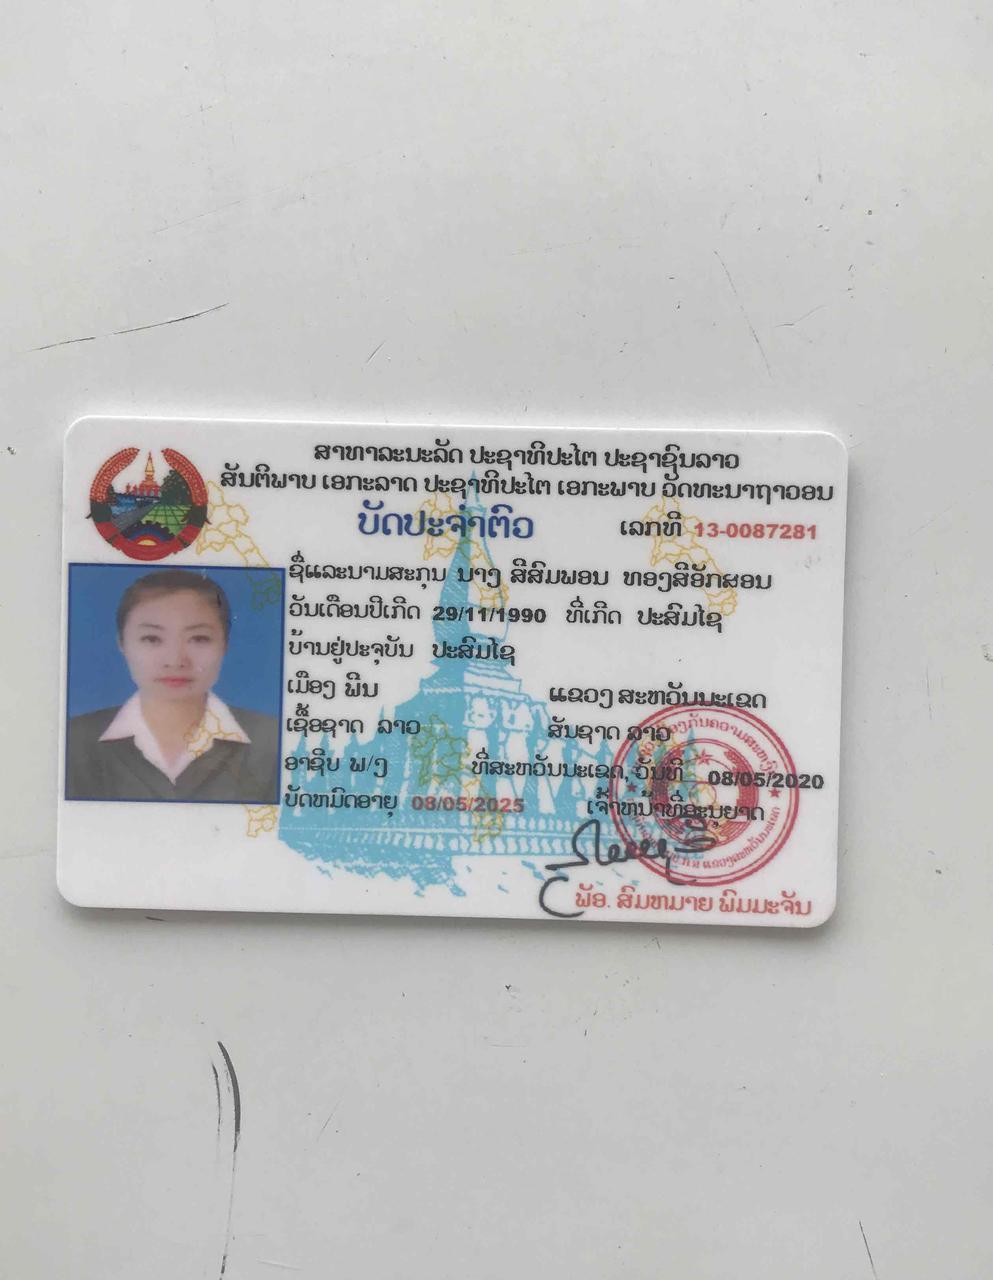 ສາທາລະນະລັດ ປະຊາທິປະໄຕ ປະຊາຊົນລາວ
ສັນຕິພາບ ເອກະລາດ ປະຊາທິປະໄຕ ເອກະພາບ ວັດທະນາຖາວອນ
ບັດປະຈຳຕົວ ເລກທີ 13-0087281
ຊື່ແລະນາມສະກຸນ ນາງ ສີສົມພອນ ທອງສີອັກສອນ
ວັນເດືອນປີເກີດ 29/11/1990 ທີ່ເກີດ ປະສົມໄຊ
ບ້ານຢູ່ປະຈຸບັນ ປະສົມໄຊ
ເມືອງ ພີນ ແຂວງ ສະຫວັນນະເຂດ
ເຊື້ອຊາດ ລາວ ສັນຊາດ ລາວ
ອາຊີບ ພ/ງ ທີ່ສະຫວັນນະເຂດ, ວັນທີ 08/05/2020
ບັດຫມົດອາຍຸ 08/05/2025 ເຈົ້າຫນ້າທີ່ອະນຸຍາດ
ພັອ. ສົມຫມາຍ ພົມມະຈັນ